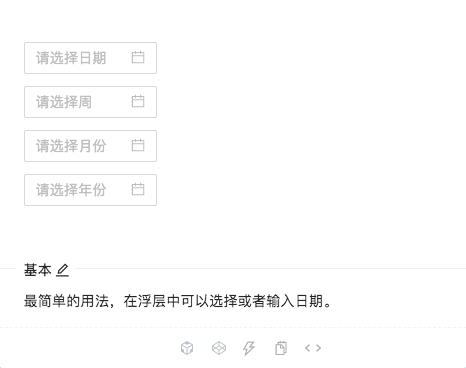 请选择日期
请选择周
请选择月份
请选择年份
基本
最简单的用法，在浮层中可以选择或者输入日期。